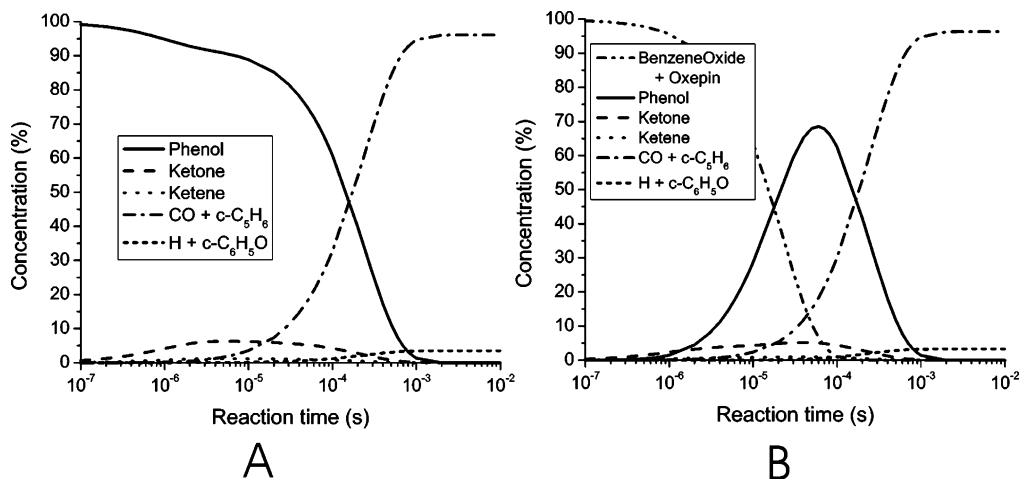 100
90
80
70
60
50
40
30
20
10
0
Concentration (%)
Phenol
Ketone
Ketene
CO + c-C₅H₆
H + c-C₆H₅O
10⁻⁷ 10⁻⁶ 10⁻⁵ 10⁻⁴ 10⁻³ 10⁻²
Reaction time (s)
A
100
90
80
70
60
50
40
30
20
10
0
Concentration (%)
BenzeneOxide
+ Oxepin
Phenol
Ketone
Ketene
CO + c-C₅H₆
H + c-C₆H₅O
10⁻⁷ 10⁻⁶ 10⁻⁵ 10⁻⁴ 10⁻³ 10⁻²
Reaction time (s)
B